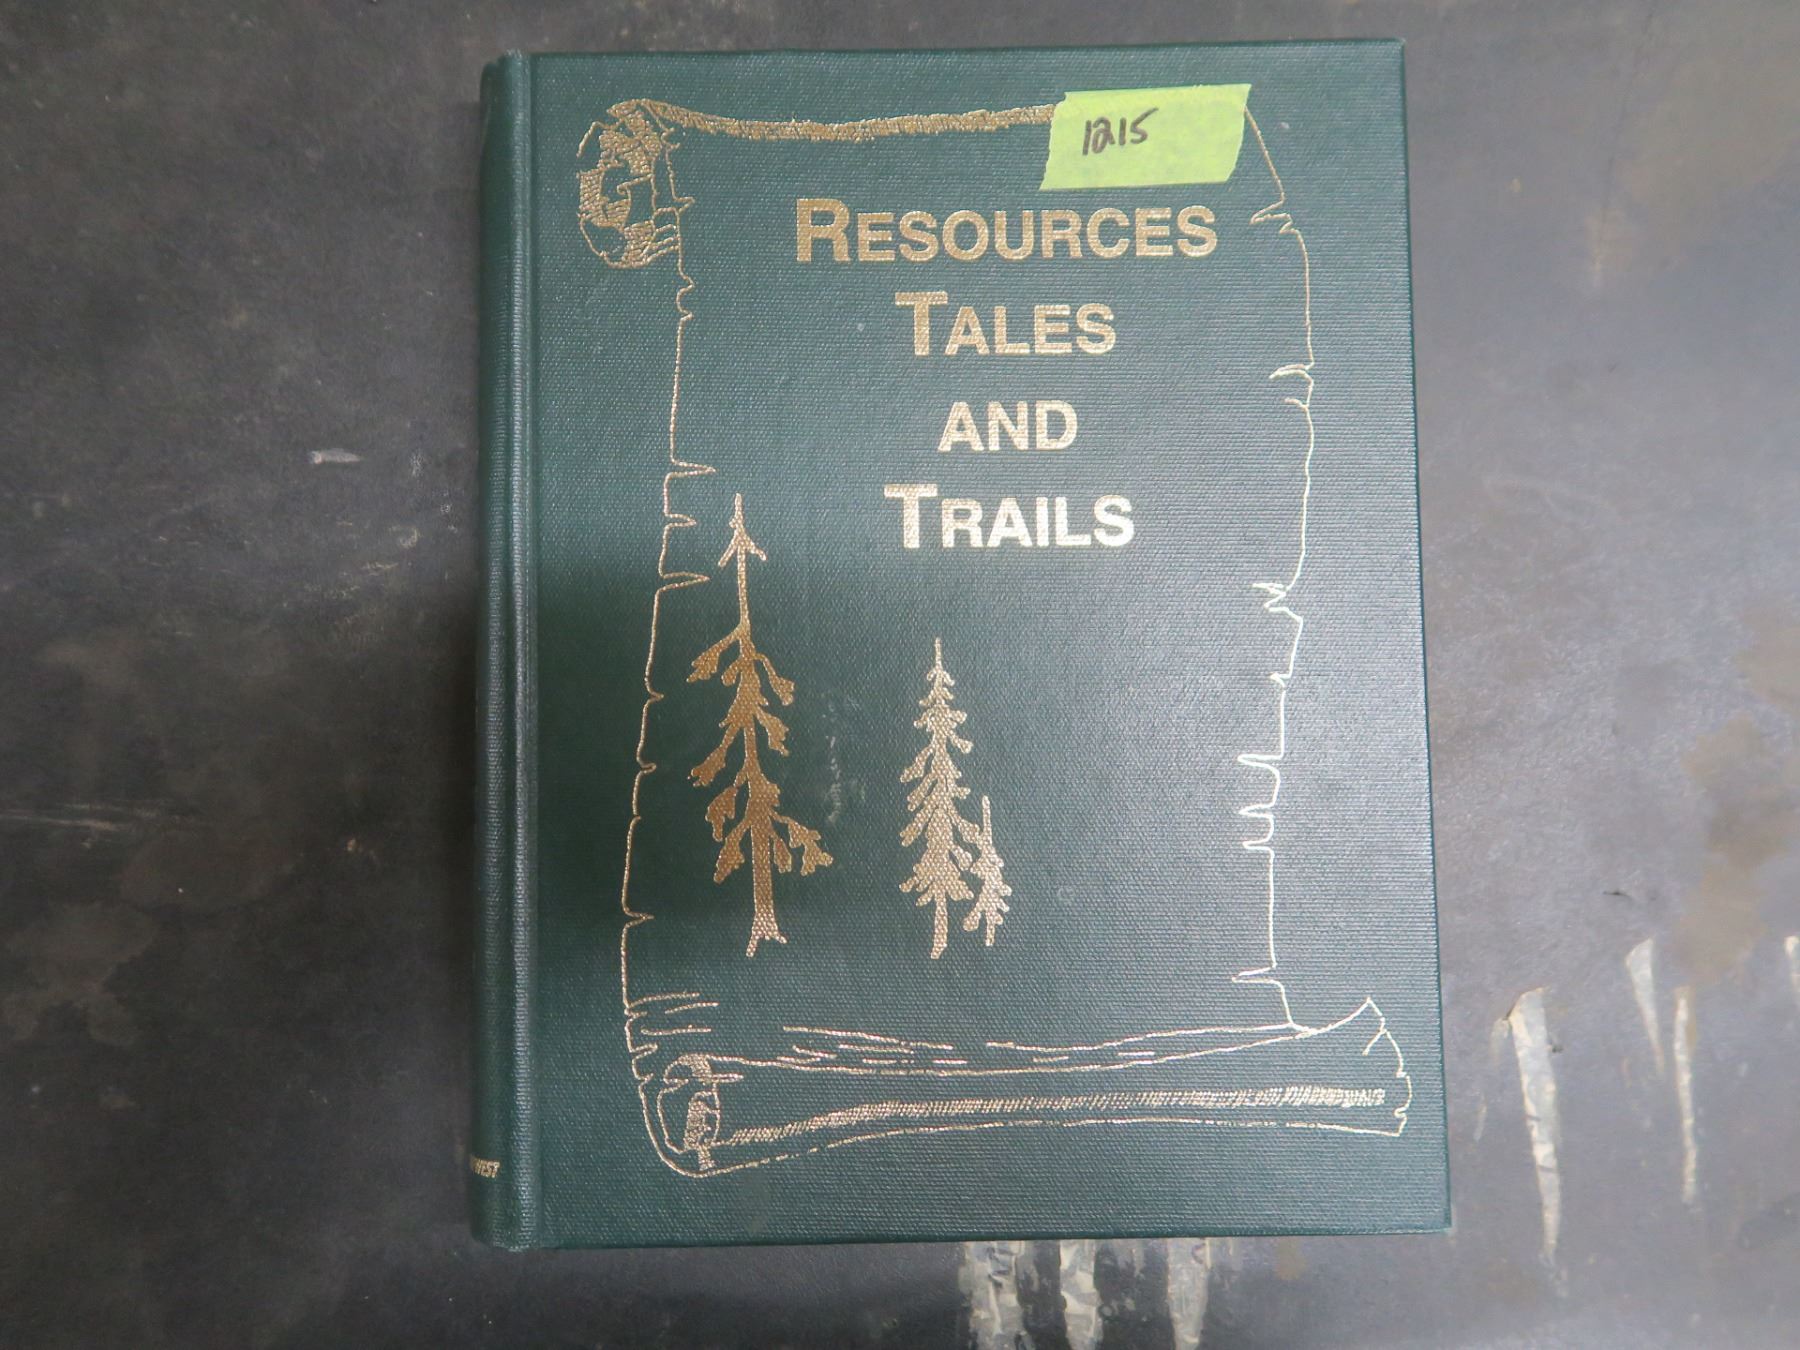 1215
RESOURCES
TALES
AND
TRAILS